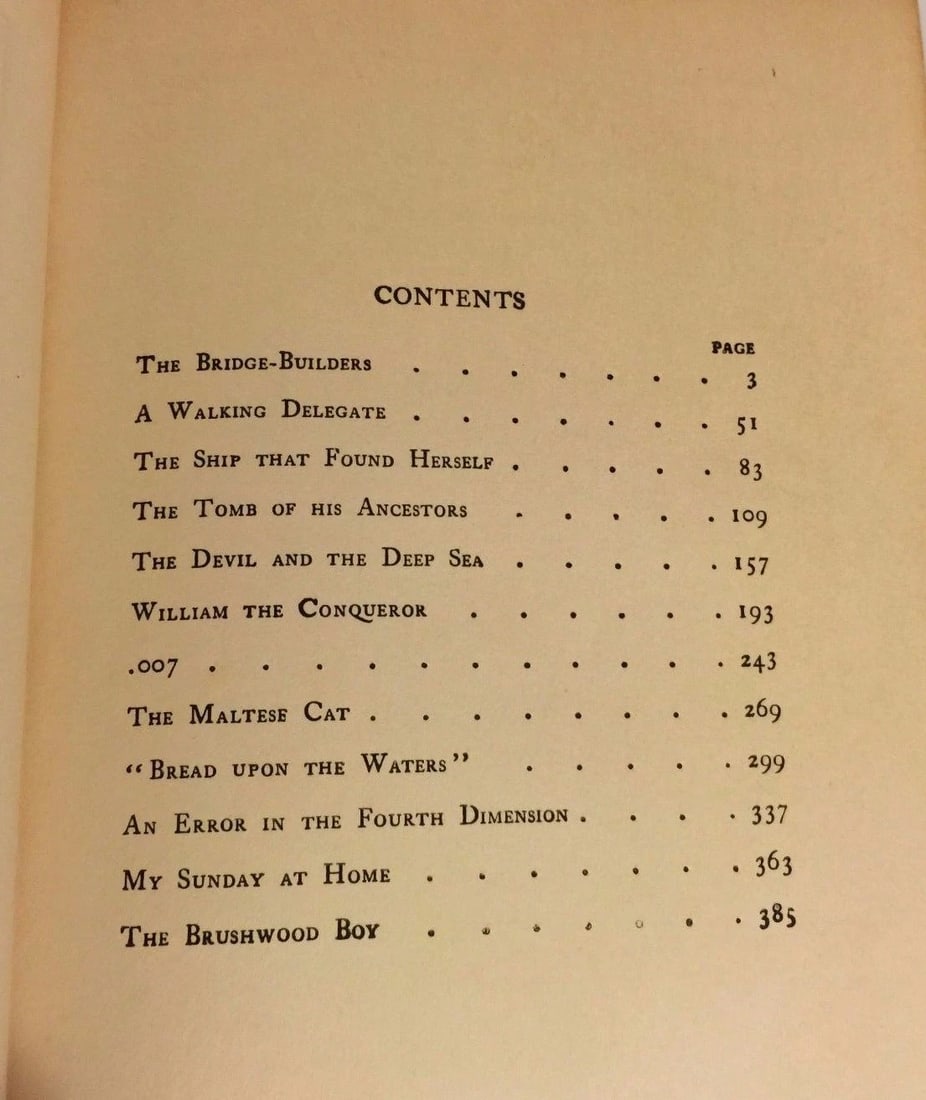 CONTENTS
PAGE
The Bridge-Builders . . . . . . . 3
A Walking Delegate . . . . . . . 51
The Ship that Found Herself . . . . . 83
The Tomb of his Ancestors . . . . . 109
The Devil and the Deep Sea . . . . . 157
William the Conqueror . . . . . . 193
.007 . . . . . . . . . . . 243
The Maltese Cat . . . . . . . . 269
“Bread upon the Waters” . . . . . 299
An Error in the Fourth Dimension . . . . 337
My Sunday at Home . . . . . . . 363
The Brushwood Boy . . . . . . . 385